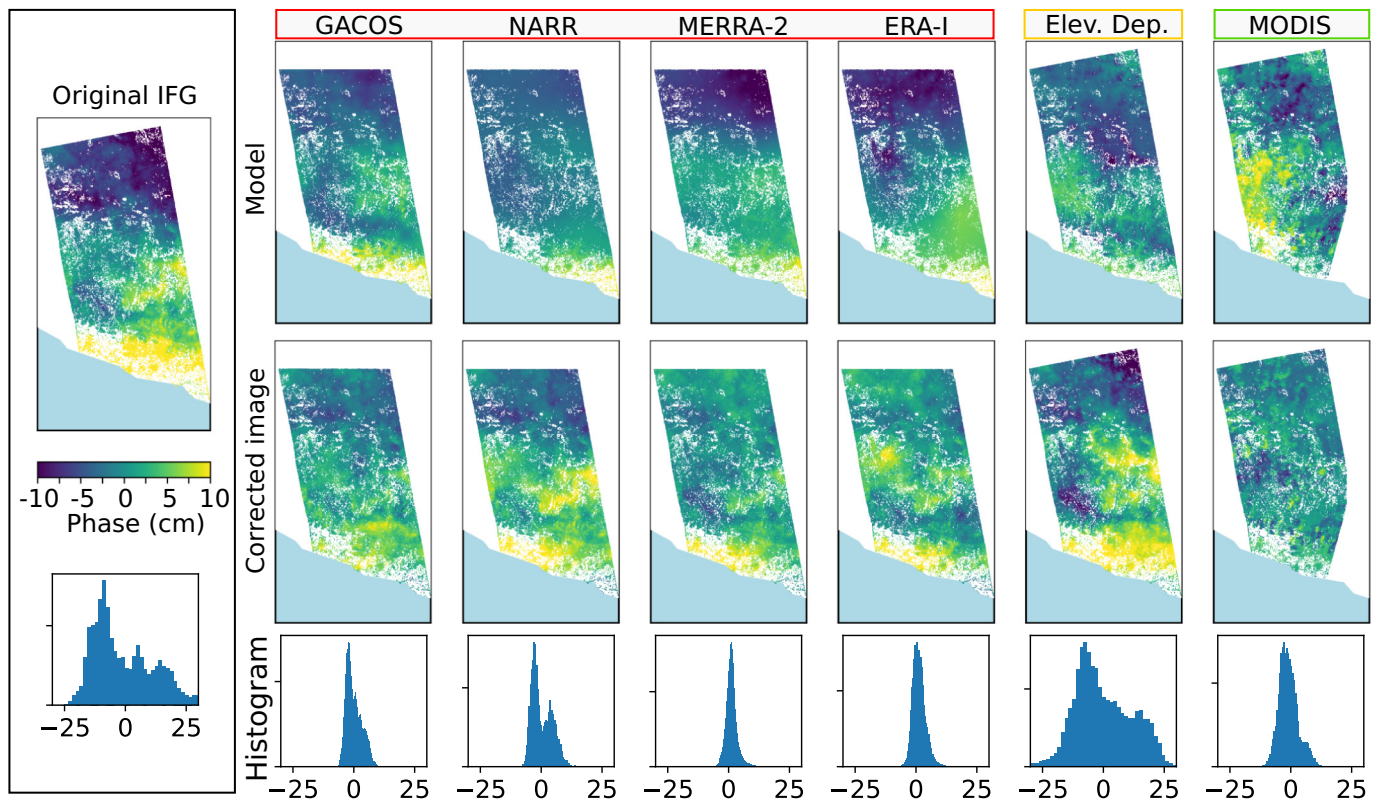 GACOS NARR MERRA-2 ERA-I Elev. Dep. MODIS
Original IFG
Model
Corrected image
-10 -5 0 5 10
Phase (cm)
Histogram
−25 0 25
−25 0 25
−25 0 25
−25 0 25
−25 0 25
−25 0 25
−25 0 25